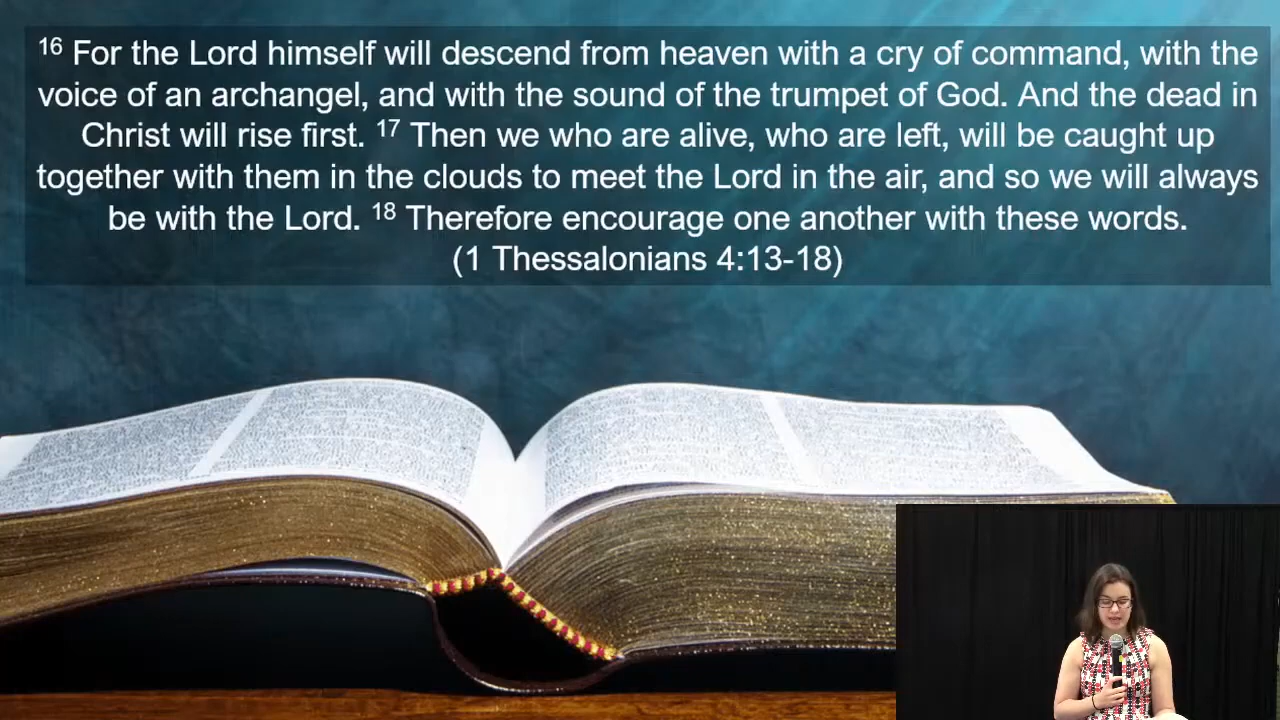 16 For the Lord himself will descend from heaven with a cry of command, with the
voice of an archangel, and with the sound of the trumpet of God. And the dead in
Christ will rise first. 17 Then we who are alive, who are left, will be caught up
together with them in the clouds to meet the Lord in the air, and so we will always
be with the Lord. 18 Therefore encourage one another with these words.
(1 Thessalonians 4:13-18)